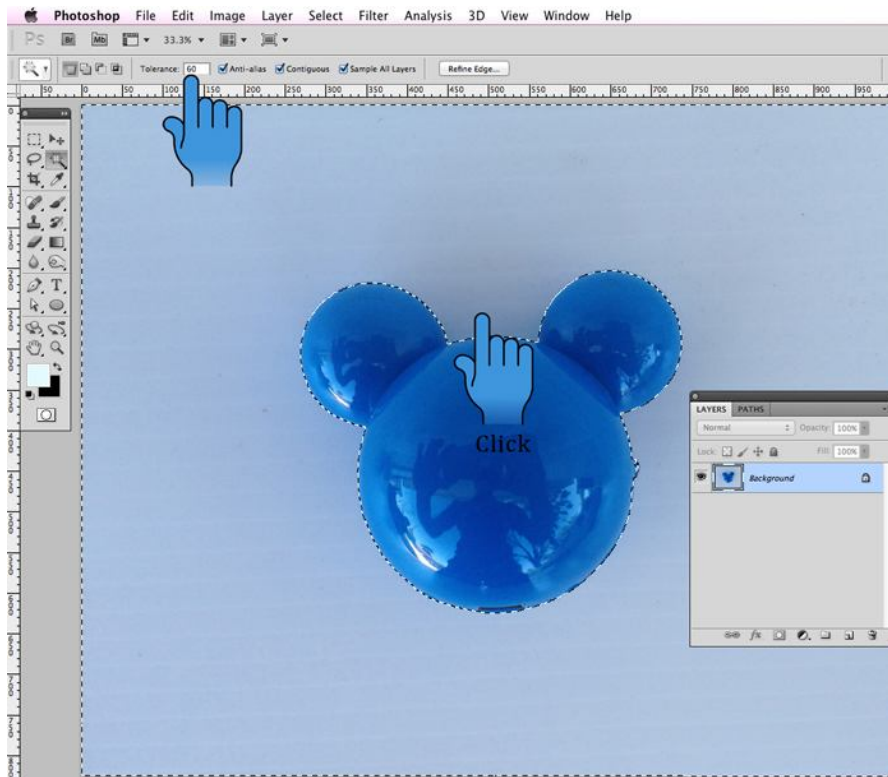 Photoshop File Edit Image Layer Select Filter Analysis 3D View Window Help
Ps Br Mb 33.3%
Tolerance: 60 Anti-alias Contiguous Sample All Layers Refine Edge...
50 0 50 100 150 200 250 300 350 400 450 500 550 600 650 700 750 800 850 900 950
T
Click
LAYERS PATHS
Normal Opacity: 100%
Lock: Fill: 100%
Background
fx